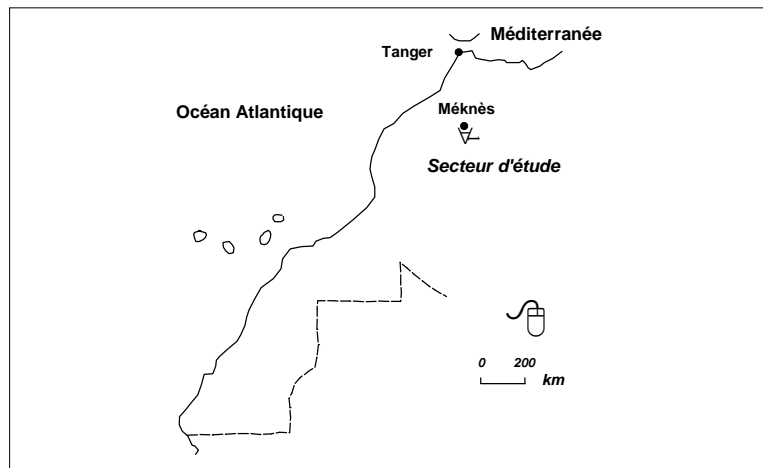 Méditerranée
Tanger
Océan Atlantique
Méknès
Secteur d'étude
0 200
km